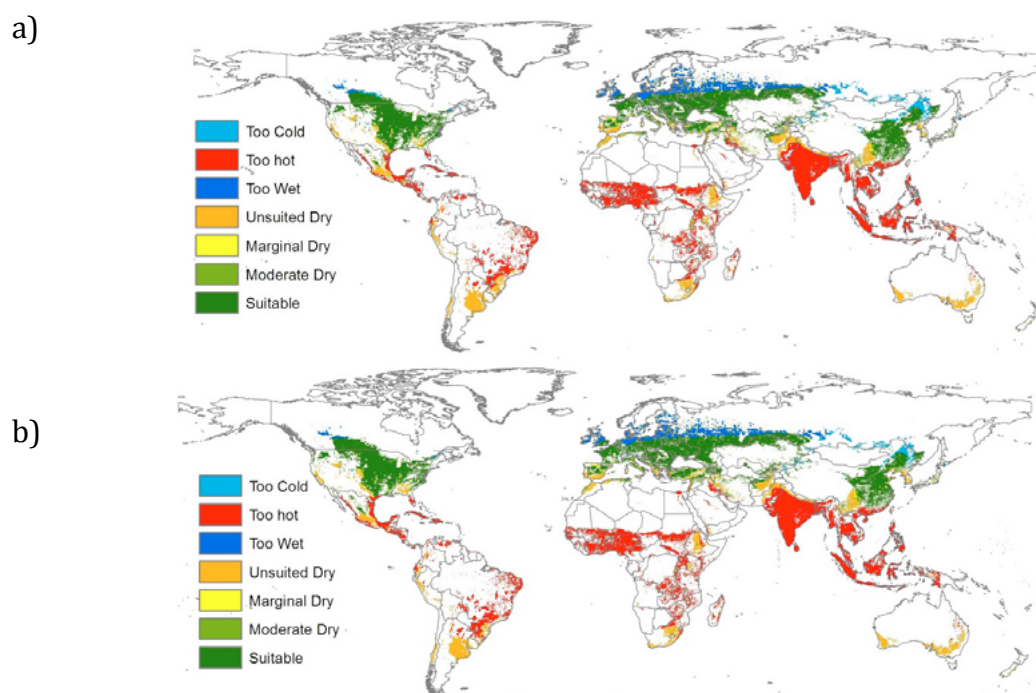 a)
Too Cold
Too hot
Too Wet
Unsuited Dry
Marginal Dry
Moderate Dry
Suitable
b)
Too Cold
Too hot
Too Wet
Unsuited Dry
Marginal Dry
Moderate Dry
Suitable